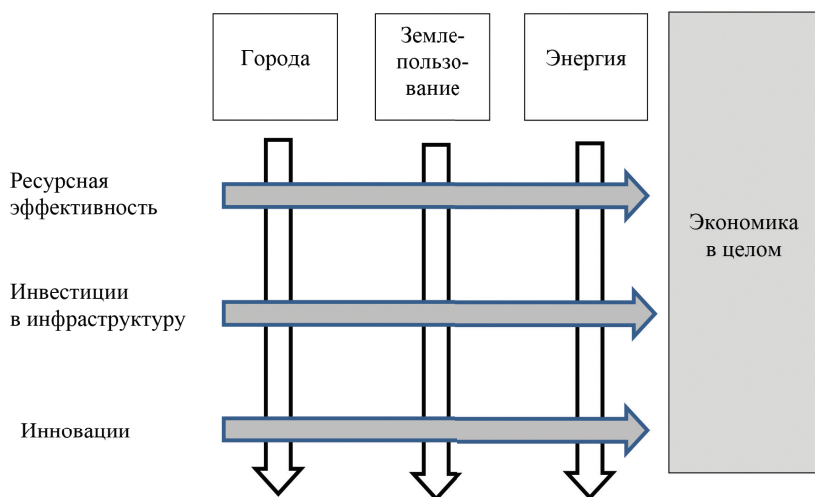 Города
Земле-
пользо-
вание
Энергия
Ресурсная
эффективность
Экономика
в целом
Инвестиции
в инфраструктуру
Инновации